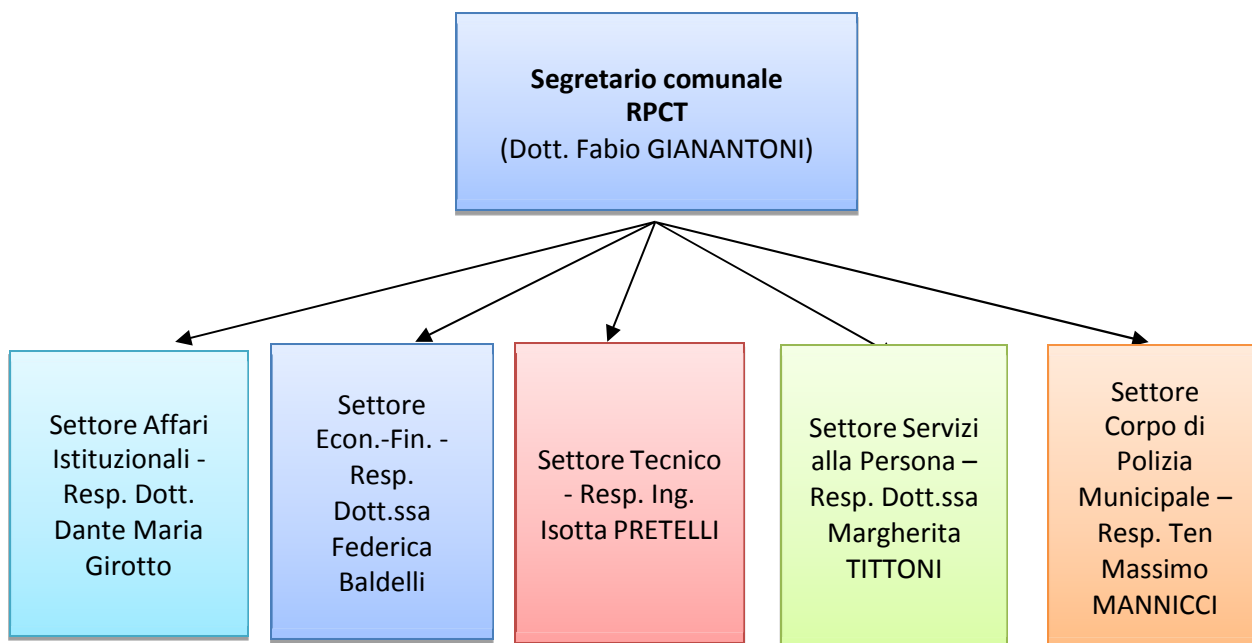 Segretario comunale
RPCT
(Dott. Fabio GIANANTONI)
Settore Affari
Istituzionali -
Resp. Dott.
Dante Maria
Girotto
Settore
Econ.-Fin. -
Resp.
Dott.ssa
Federica
Baldelli
Settore Tecnico
- Resp. Ing.
Isotta PRETELLI
Settore Servizi
alla Persona –
Resp. Dott.ssa
Margherita
TITTONI
Settore
Corpo di
Polizia
Municipale –
Resp. Ten
Massimo
MANNICCI